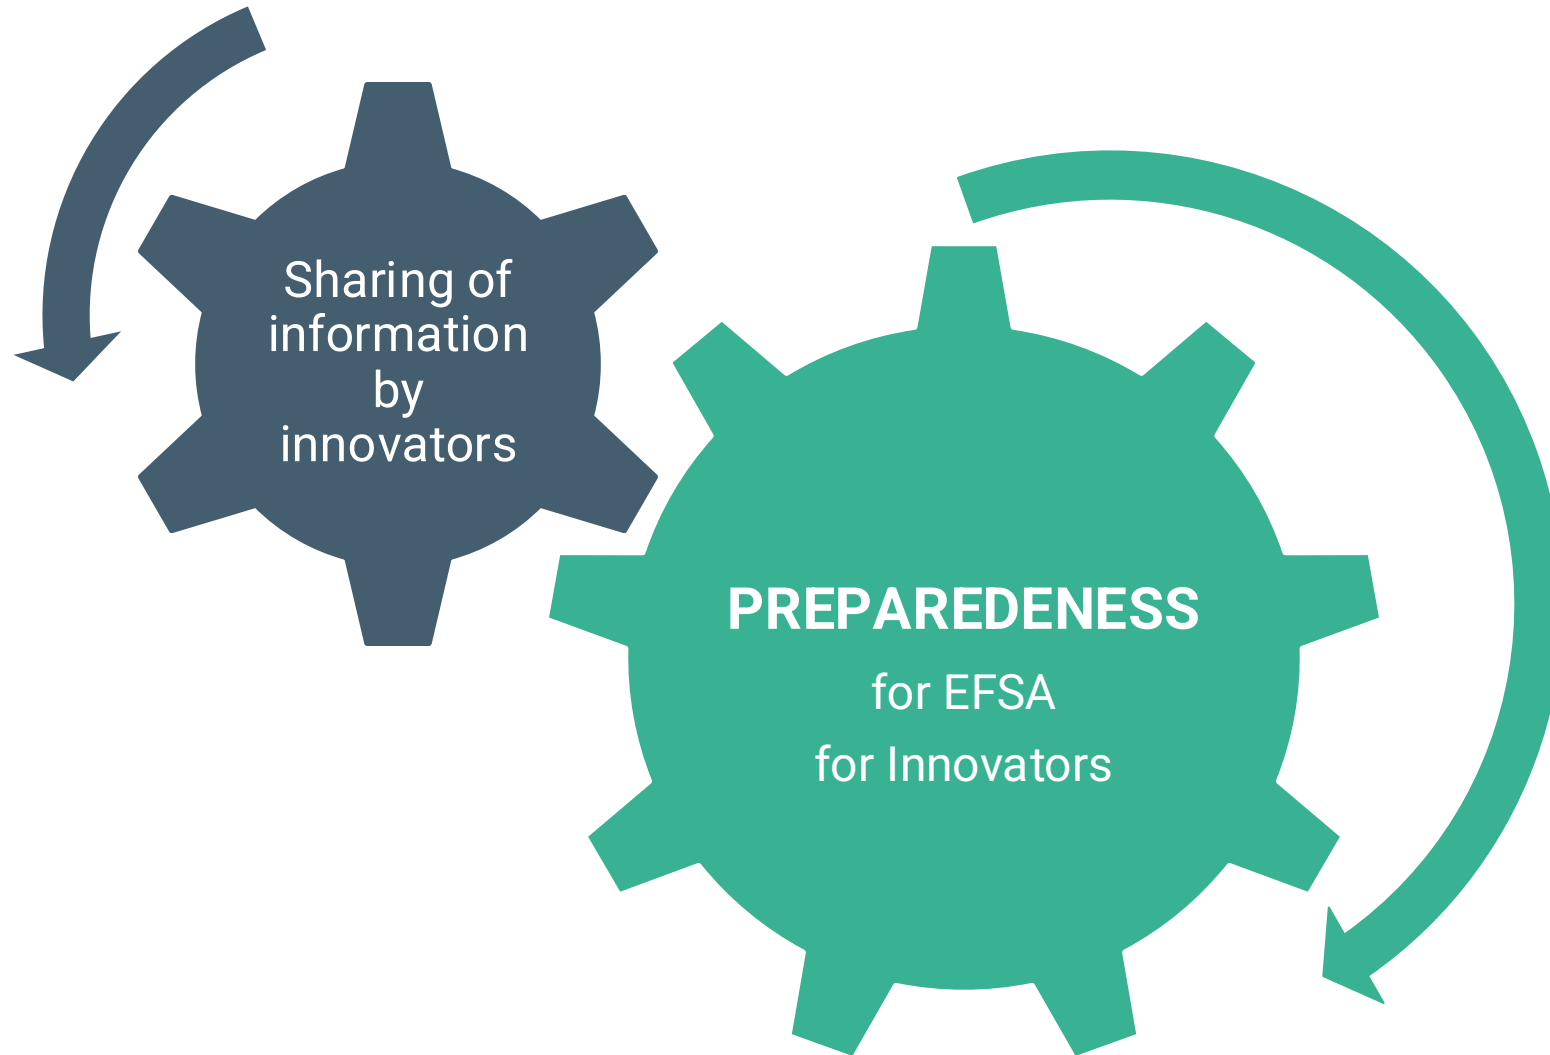 Sharing of
information
by
innovators
PREPAREDENESS
for EFSA
for Innovators